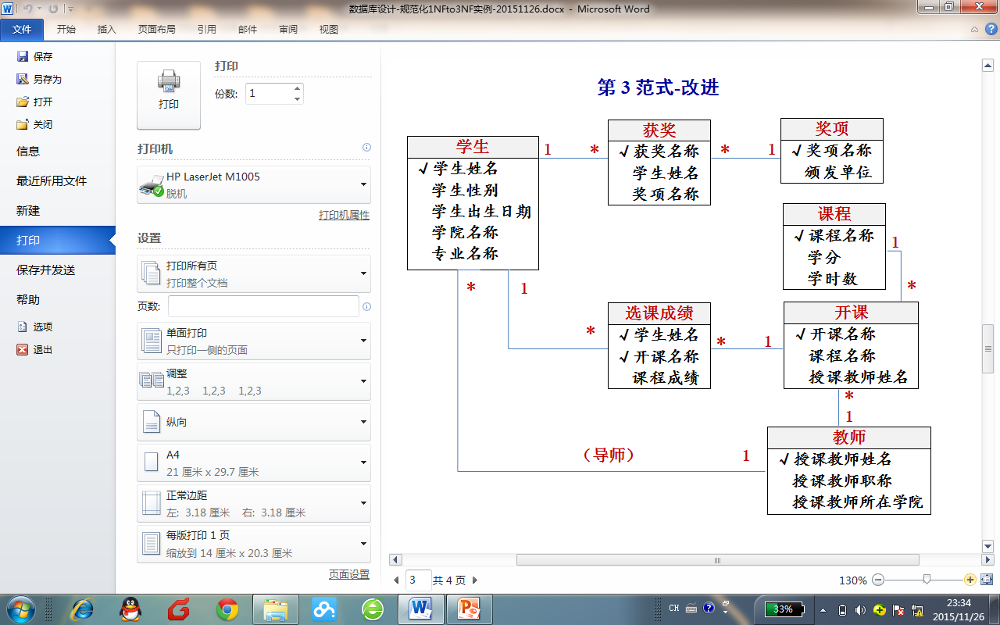 数据库设计-规范化1NFto3NF实例-20151126.docx - Microsoft Word
文件 开始 插入 页面布局 引用 邮件 审阅 视图
保存
另存为
打开
关闭
信息
最近所用文件
新建
打印
保存并发送
帮助
选项
退出
打印
打印
份数: 1
打印机
HP LaserJet M1005
脱机
打印机属性
设置
打印所有页
打印整个文档
页数:
单面打印
只打印一侧的页面
调整
1,2,3 1,2,3 1,2,3
纵向
A4
21 厘米 x 29.7 厘米
正常边距
左: 3.18 厘米 右: 3.18 厘米
每版打印 1 页
缩放到 14 厘米 x 20.3 厘米
页面设置
第 3 范式-改进
学生
√ 学生姓名
学生性别
学生出生日期
学院名称
专业名称
1 *
获奖
√ 获奖名称
学生姓名
奖项名称
* 1
奖项
√ 奖项名称
颁发单位
课程
√ 课程名称
学分
学时数
1
*
* 1
*
选课成绩
√ 学生姓名
√ 开课名称
课程成绩
* 1
开课
√ 开课名称
课程名称
授课教师姓名
*
1
(导师) 1
教师
√ 授课教师姓名
授课教师职称
授课教师所在学院
3 共 4 页
130%
CH
33%
23:34
2015/11/26